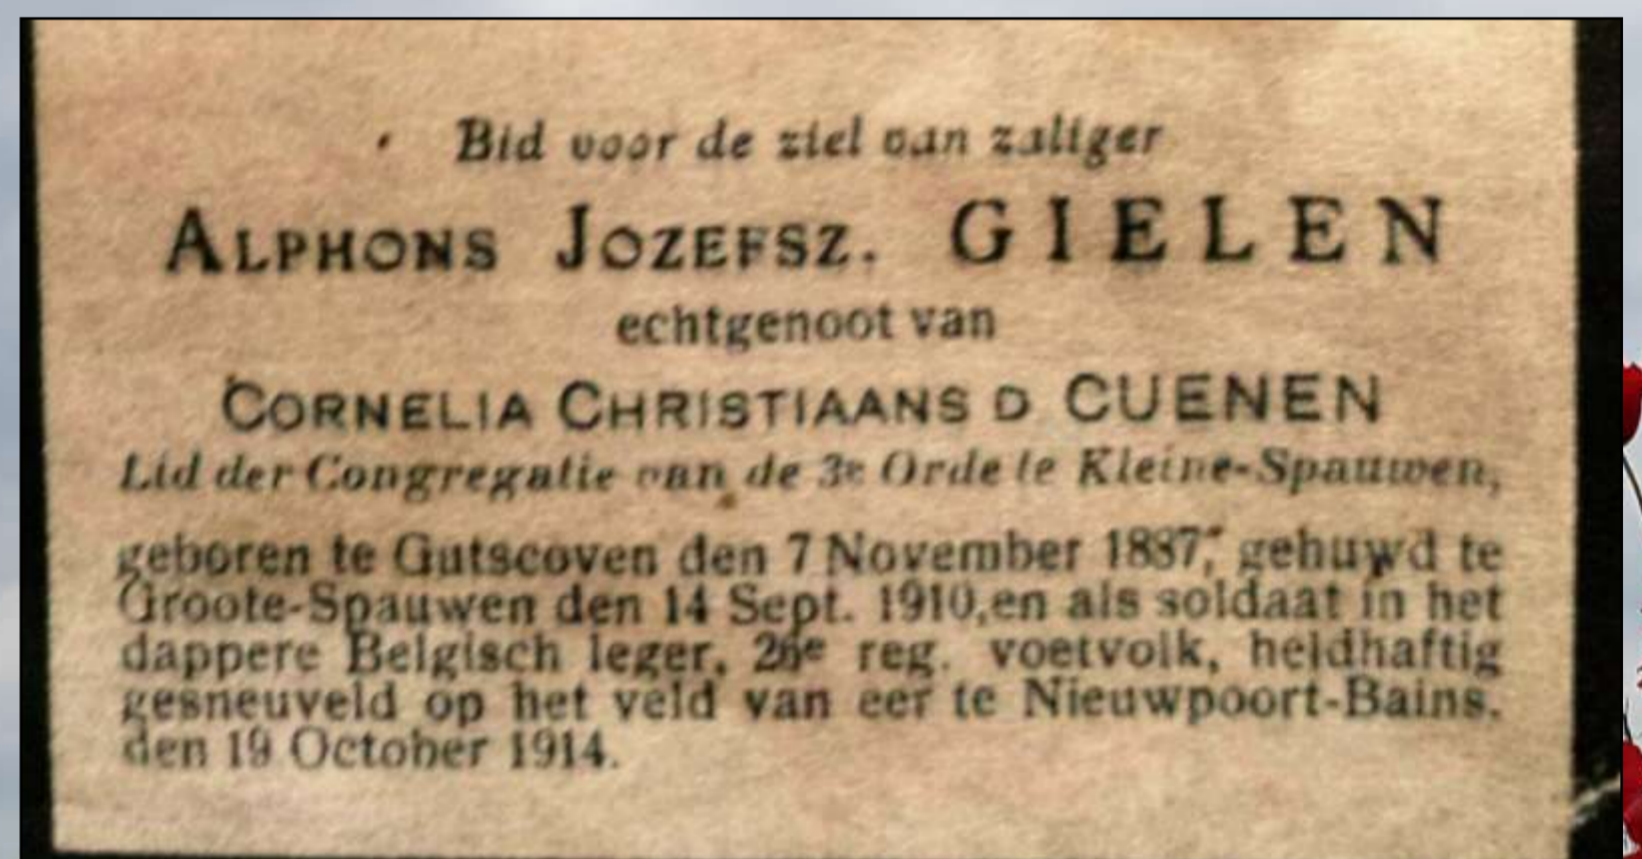 Bid voor de ziel van zaliger
ALPHONS JOZEFSZ. GIELEN
echtgenoot van
CORNELIA CHRISTIAANS D CUENEN
Lid der Congregatie van de 3e Orde te Kleine-Spauwen,
geboren te Gutscoven den 7 November 1887, gehuwd te
Groote-Spauwen den 14 Sept. 1910, en als soldaat in het
dappere Belgisch leger, 26e reg. voetvolk, heldhaftig
gesneuveld op het veld van eer te Nieuwpoort-Bains.
den 19 October 1914.